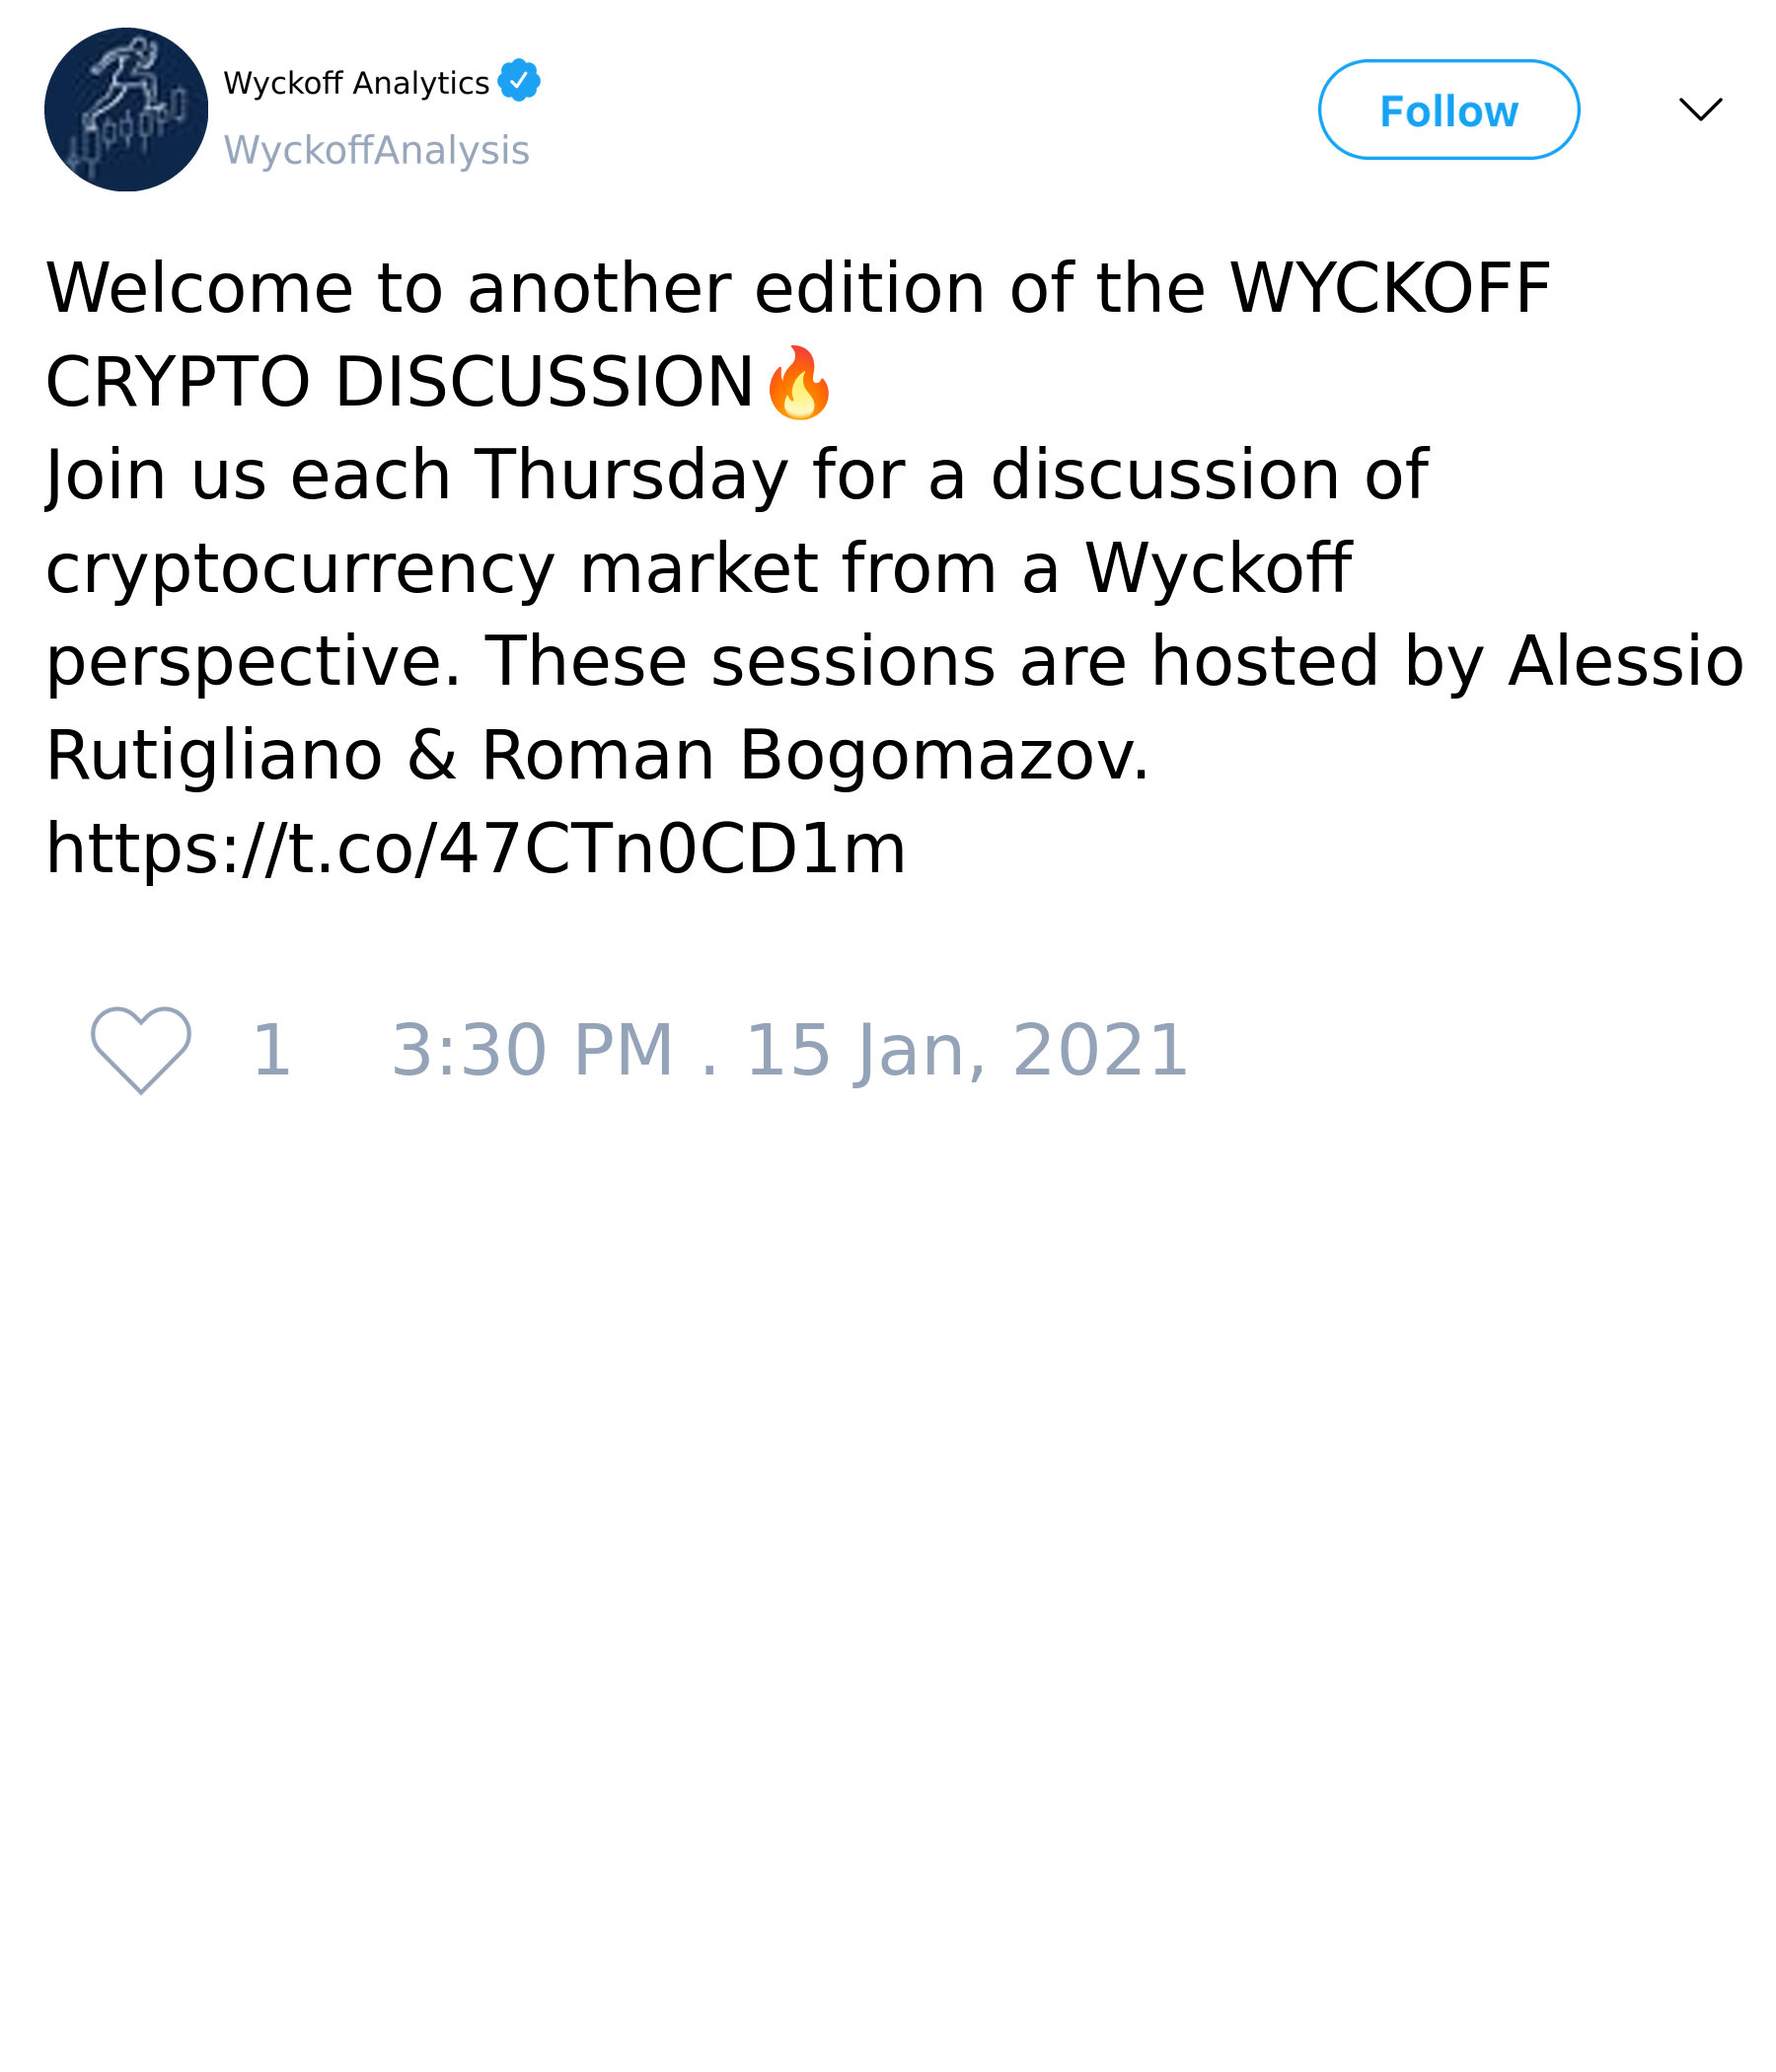 Wyckoff Analytics
WyckoffAnalysis
Follow
Welcome to another edition of the WYCKOFF
CRYPTO DISCUSSION🔥
Join us each Thursday for a discussion of
cryptocurrency market from a Wyckoff
perspective. These sessions are hosted by Alessio
Rutigliano & Roman Bogomazov.
https://t.co/47CTn0CD1m
1 3:30 PM . 15 Jan, 2021